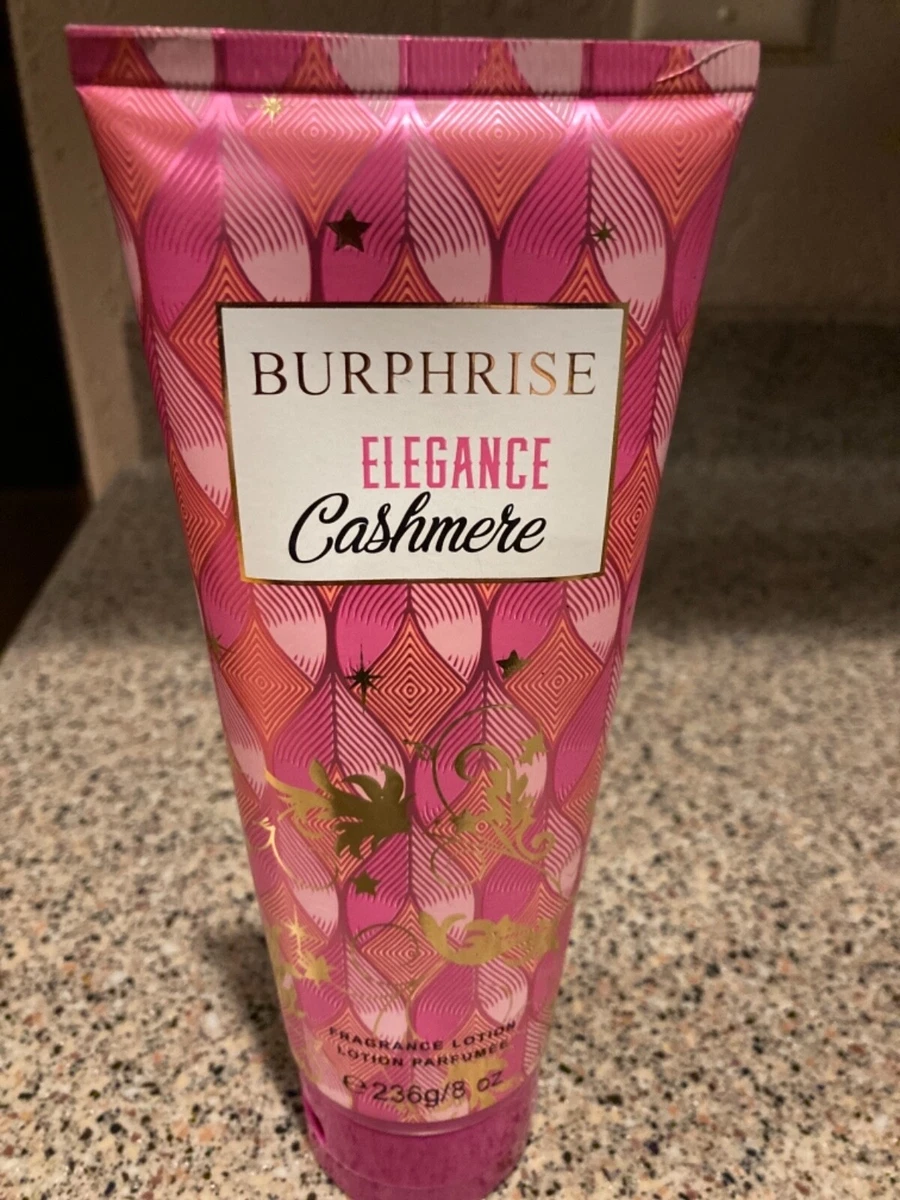 BURPHRISE
ELEGANCE
Cashmere
FRAGRANCE LOTION
LOTION PARFUMÉE
℮236g/8 oz